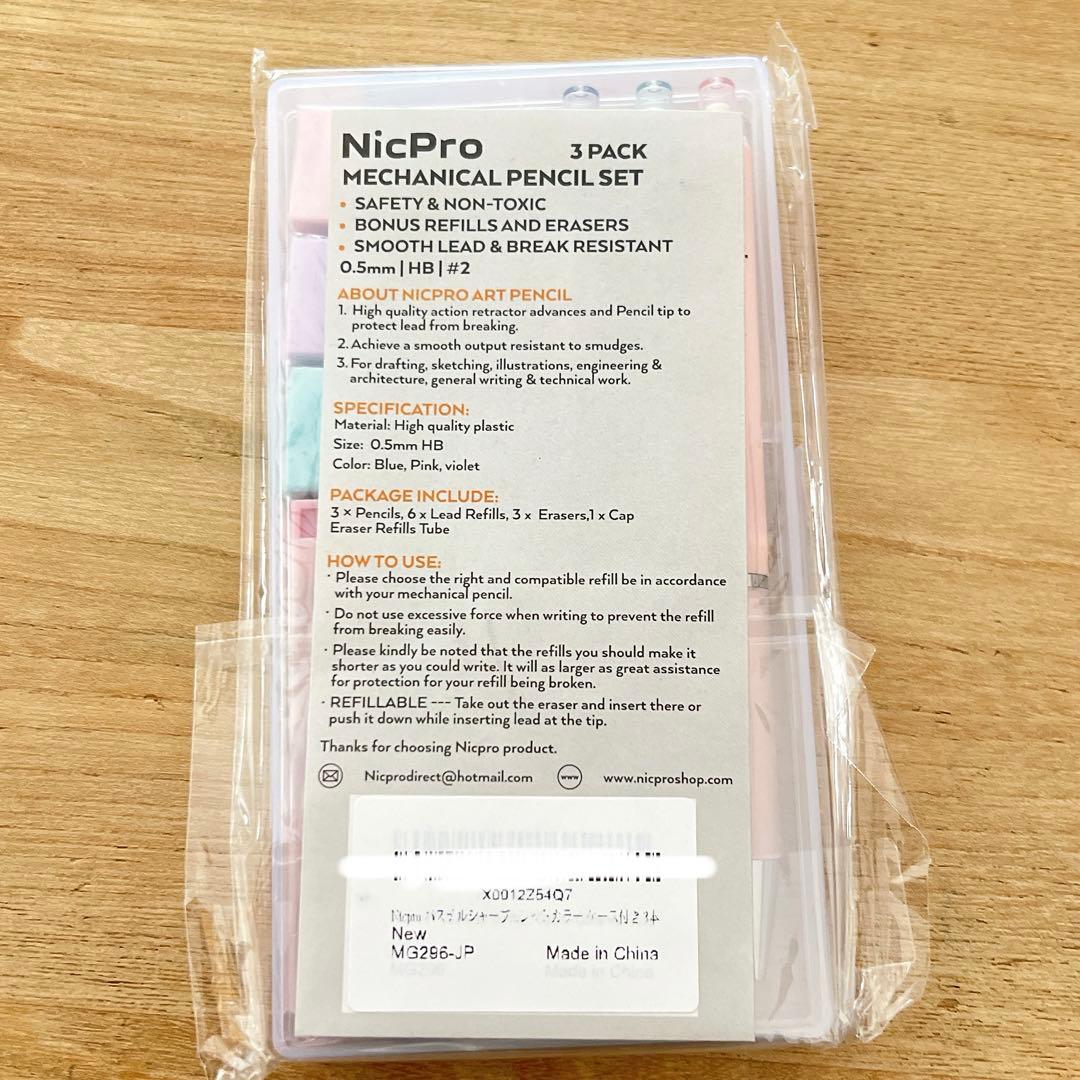 NicPro
3 PACK
MECHANICAL PENCIL SET
• SAFETY & NON-TOXIC
• BONUS REFILLS AND ERASERS
• SMOOTH LEAD & BREAK RESISTANT
0.5mm | HB | #2
ABOUT NICPRO ART PENCIL
1. High quality action retractor advances and Pencil tip to
protect lead from breaking.
2. Achieve a smooth output resistant to smudges.
3. For drafting, sketching, illustrations, engineering &
architecture, general writing & technical work.
SPECIFICATION:
Material: High quality plastic
Size: 0.5mm HB
Color: Blue, Pink, violet
PACKAGE INCLUDE:
3 × Pencils, 6 x Lead Refills, 3 x Erasers,1 x Cap
Eraser Refills Tube
HOW TO USE:
· Please choose the right and compatible refill be in accordance
with your mechanical pencil.
· Do not use excessive force when writing to prevent the refill
from breaking easily.
· Please kindly be noted that the refills you should make it
shorter as you could write. It will as larger as great assistance
for protection for your refill being broken.
· REFILLABLE --- Take out the eraser and insert there or
push it down while inserting lead at the tip.
Thanks for choosing Nicpro product.
Nicprodirect@hotmail.com
www
www.nicproshop.com
X0012Z54Q7
Nicpro
New
MG296-JP
Made in China